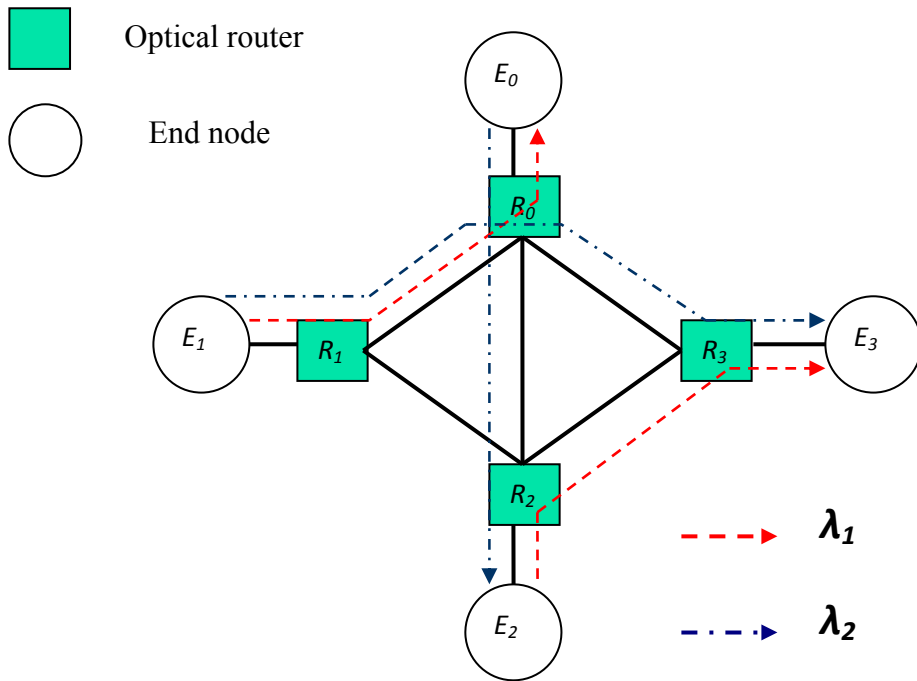 Optical router
End node
E₀
R₀
E₁
R₁
R₃
E₃
R₂
λ₁
E₂
λ₂